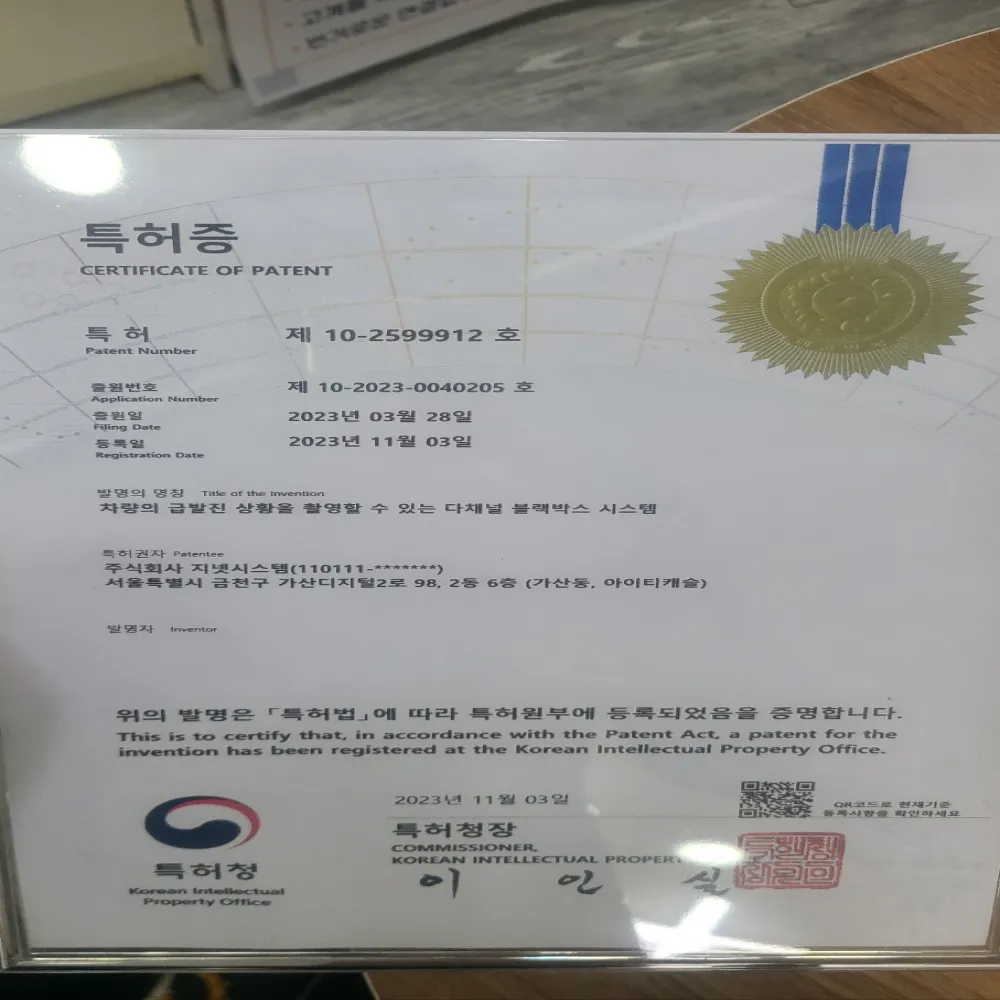 고객을
번거로운 연결
특허증
CERTIFICATE OF PATENT
특 허 제 10-2599912 호
Patent Number
출원번호 제 10-2023-0040205 호
Application Number
출원일 2023년 03월 28일
Filing Date
등록일 2023년 11월 03일
Registration Date
발명의 명칭 Title of the Invention
차량의 급발진 상황을 촬영할 수 있는 다채널 블랙박스 시스템
특허권자 Patentee
주식회사 지넷시스템(110111-*******)
서울특별시 금천구 가산디지털2로 98, 2동 6층 (가산동, 아이티캐슬)
발명자 Inventor
위의 발명은 「특허법」에 따라 특허원부에 등록되었음을 증명합니다.
This is to certify that, in accordance with the Patent Act, a patent for the
invention has been registered at the Korean Intellectual Property Office.
2023년 11월 03일
QR코드로 현재기준
등록사항을 확인하세요
특허청장
COMMISSIONER,
KOREAN INTELLECTUAL PROPERT
이 인 실
특허청
Korean Intellectual
Property Office